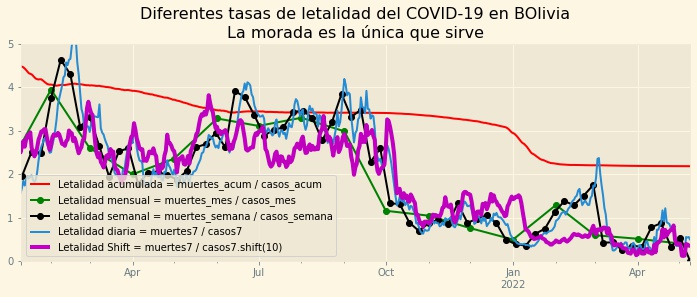 Diferentes tasas de letalidad del COVID-19 en BOlivia
La morada es la única que sirve
5
4
3
2
1
0
Letalidad acumulada = muertes_acum / casos_acum
Letalidad mensual = muertes_mes / casos_mes
Letalidad semanal = muertes_semana / casos_semana
Letalidad diaria = muertes7 / casos7
Letalidad Shift = muertes7 / casos7.shift(10)
Apr Jul Oct Jan Apr
2022